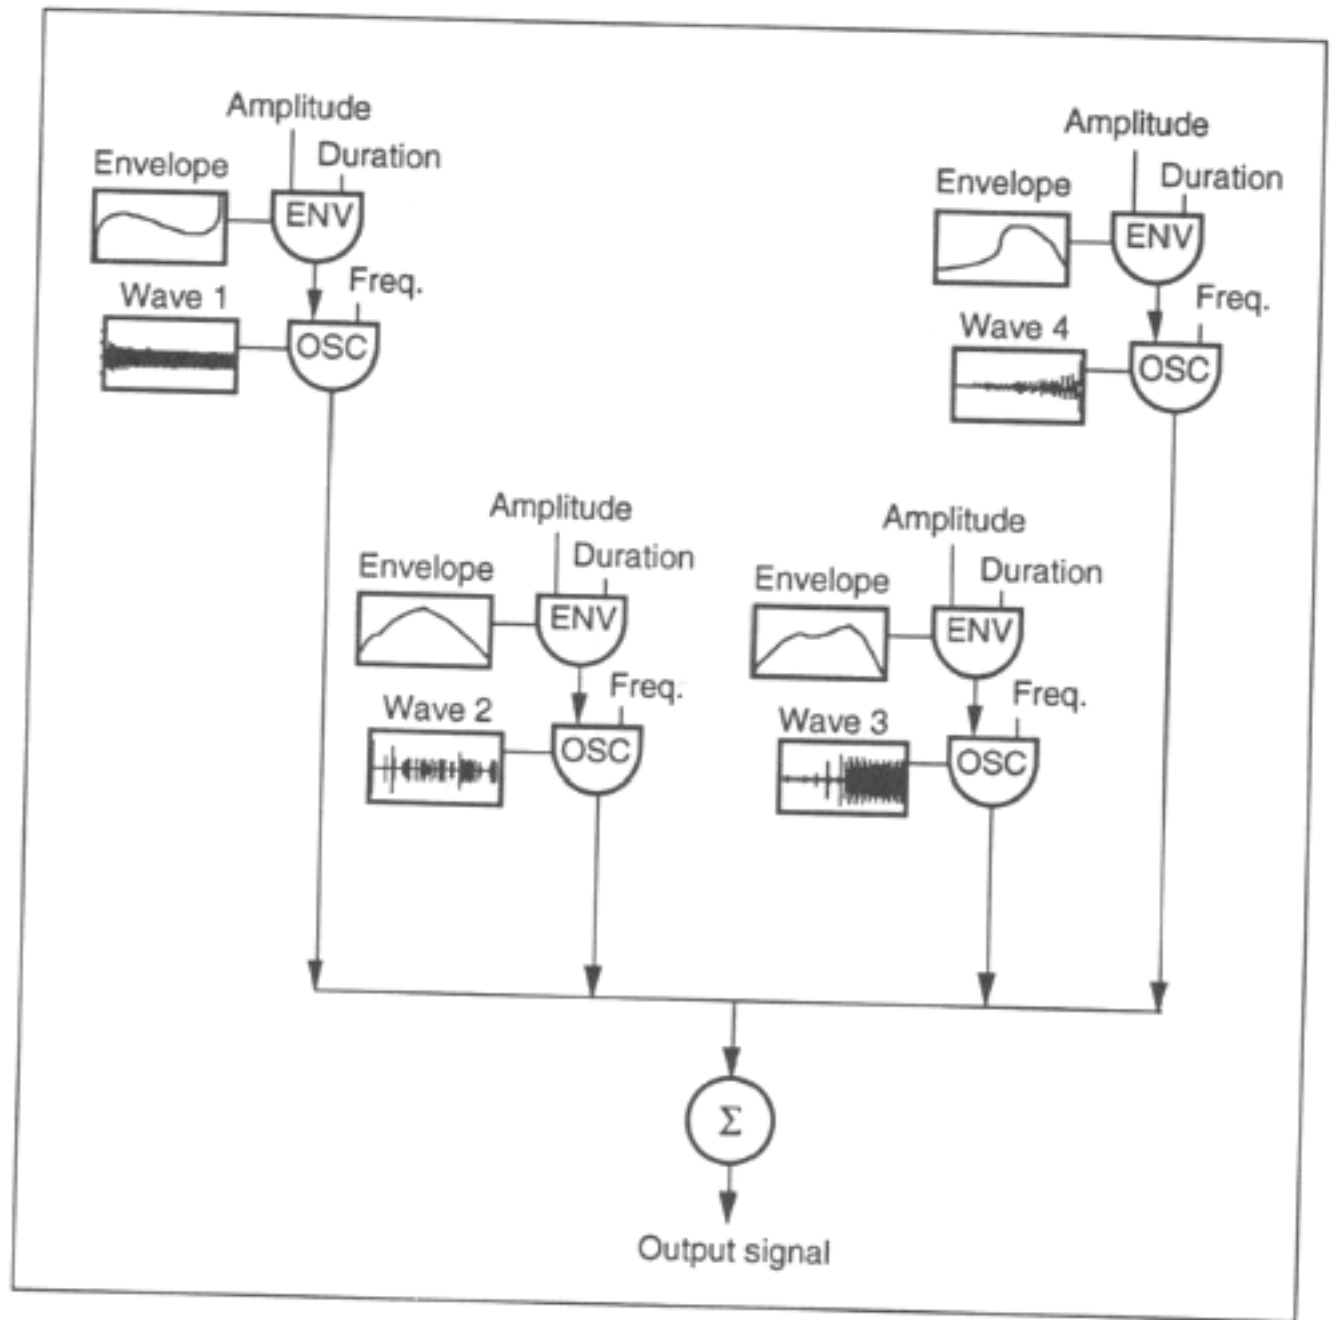 Amplitude
Duration
Envelope
ENV
Freq.
Wave 1
OSC
Amplitude
Duration
Envelope
ENV
Freq.
Wave 4
OSC
Amplitude
Duration
Envelope
ENV
Freq.
Wave 2
OSC
Amplitude
Duration
Envelope
ENV
Freq.
Wave 3
OSC
Σ
Output signal